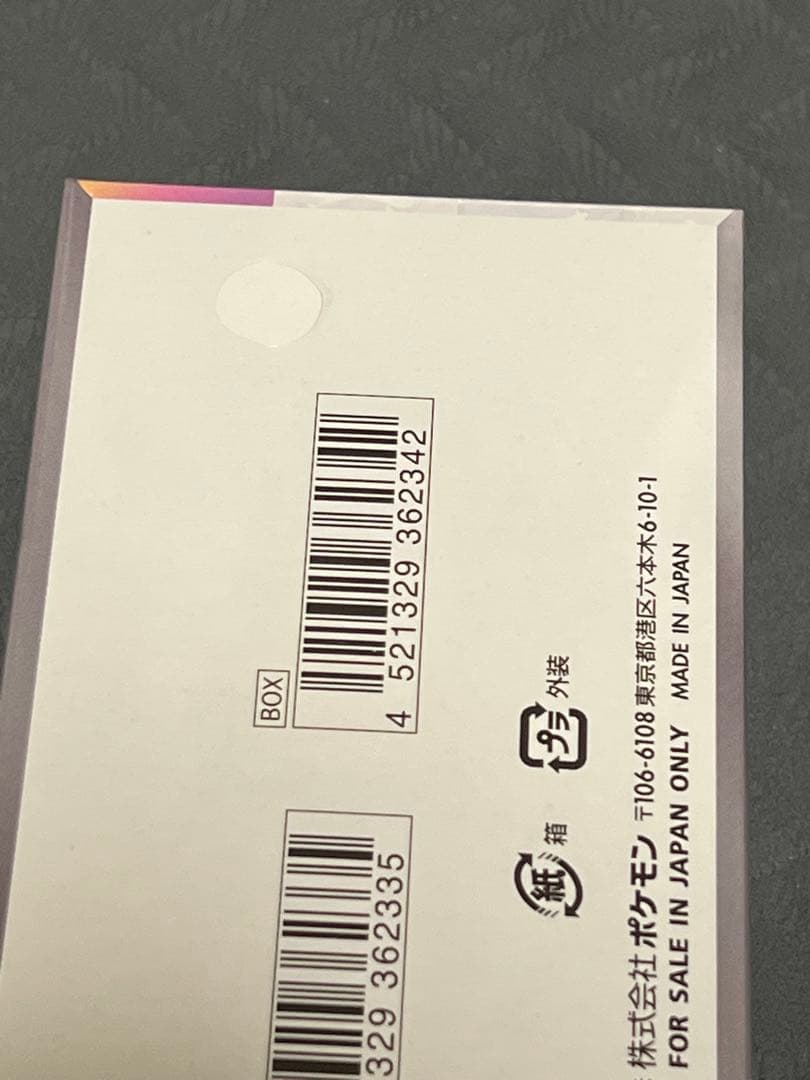 BOX
4 521329 362342
329 362335
プラ 外装
紙 箱
株式会社ポケモン 〒106-6108 東京都港区六本木6-10-1
FOR SALE IN JAPAN ONLY MADE IN JAPAN